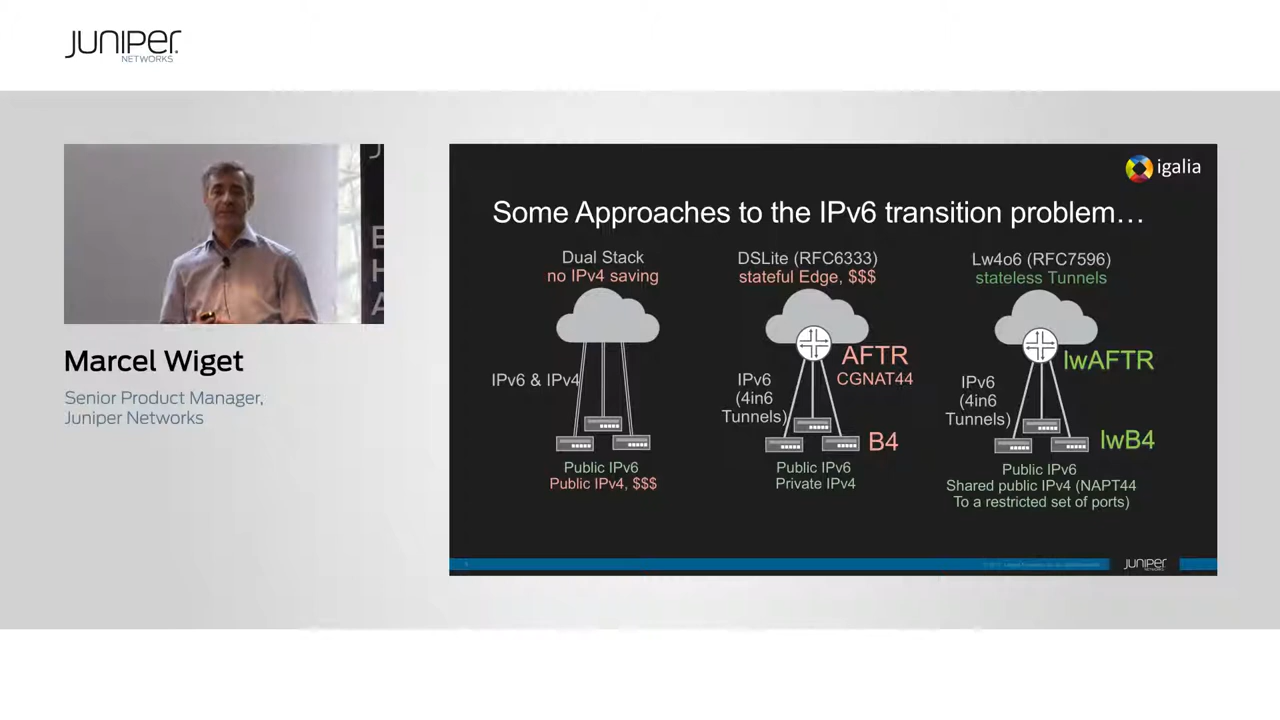 JUNIPER
NETWORKS
J
E
H
A
Marcel Wiget
Senior Product Manager,
Juniper Networks
igalia
Some Approaches to the IPv6 transition problem…
Dual Stack
no IPv4 saving
IPv6 & IPv4
Public IPv6
Public IPv4, $$$
DSLite (RFC6333)
stateful Edge, $$$
AFTR
CGNAT44
IPv6
(4in6
Tunnels)
B4
Public IPv6
Private IPv4
Lw4o6 (RFC7596)
stateless Tunnels
lwAFTR
IPv6
(4in6
Tunnels)
lwB4
Public IPv6
Shared public IPv4 (NAPT44
To a restricted set of ports)
JUNIPER
NETWORKS